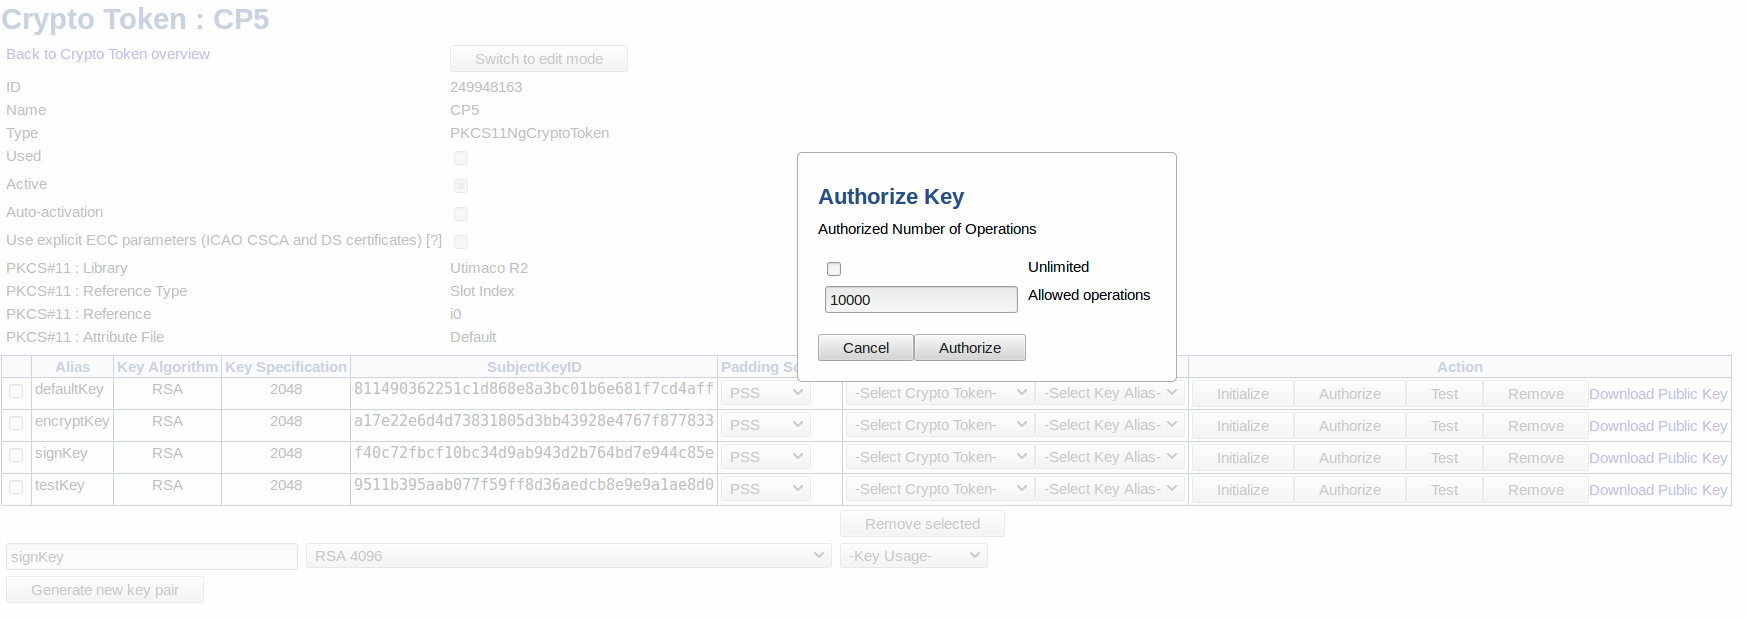 Crypto Token : CP5
Back to Crypto Token overview Switch to edit mode
ID 249948163
Name CP5
Type PKCS11NgCryptoToken
Used
Active
Auto-activation
Use explicit ECC parameters (ICAO CSCA and DS certificates) [?]
PKCS#11 : Library Utimaco R2
PKCS#11 : Reference Type Slot Index
PKCS#11 : Reference i0
PKCS#11 : Attribute File Default
Authorize Key
Authorized Number of Operations
Unlimited
10000 Allowed operations
Cancel Authorize
Alias Key Algorithm Key Specification SubjectKeyID Padding Action
defaultKey RSA 2048 811490362251c1d868e8a3bc01b6e681f7cd4aff PSS -Select Crypto Token- -Select Key Alias- Initialize Authorize Test Remove Download Public Key
encryptKey RSA 2048 a17e22e6d4d73831805d3bb43928e4767f877833 PSS -Select Crypto Token- -Select Key Alias- Initialize Authorize Test Remove Download Public Key
signKey RSA 2048 f40c72fbcf10bc34d9ab943d2b764bd7e944c85e PSS -Select Crypto Token- -Select Key Alias- Initialize Authorize Test Remove Download Public Key
testKey RSA 2048 9511b395aab077f59ff8d36aedcb8e9e9a1ae8d0 PSS -Select Crypto Token- -Select Key Alias- Initialize Authorize Test Remove Download Public Key
Remove selected
signKey RSA 4096 -Key Usage-
Generate new key pair